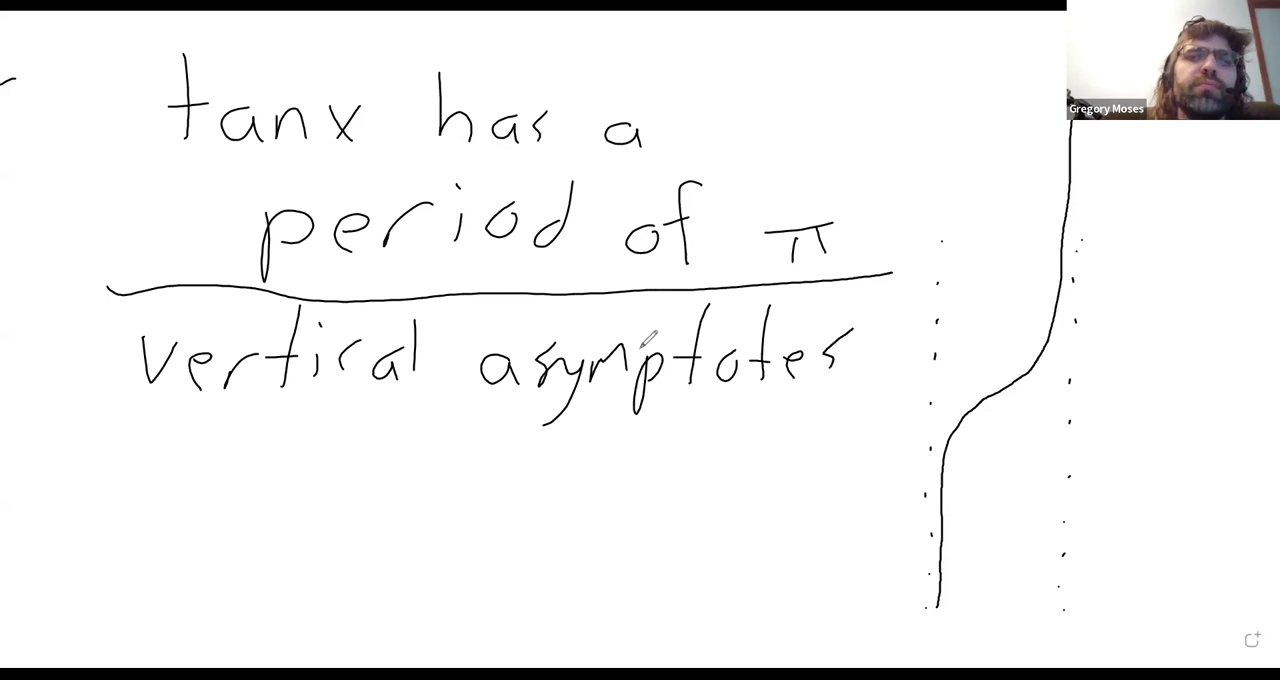 tanx has a
period of π
vertical asymptotes
Gregory Moses